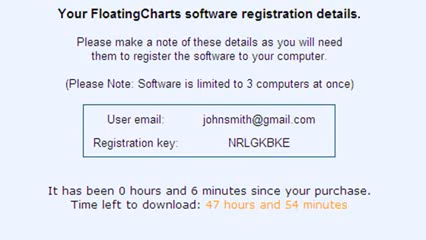 Your FloatingCharts software registration details.
Please make a note of these details as you will need
them to register the software to your computer.
(Please Note: Software is limited to 3 computers at once)
User email: johnsmith@gmail.com
Registration key: NRLGKBKE
It has been 0 hours and 6 minutes since your purchase.
Time left to download: 47 hours and 54 minutes